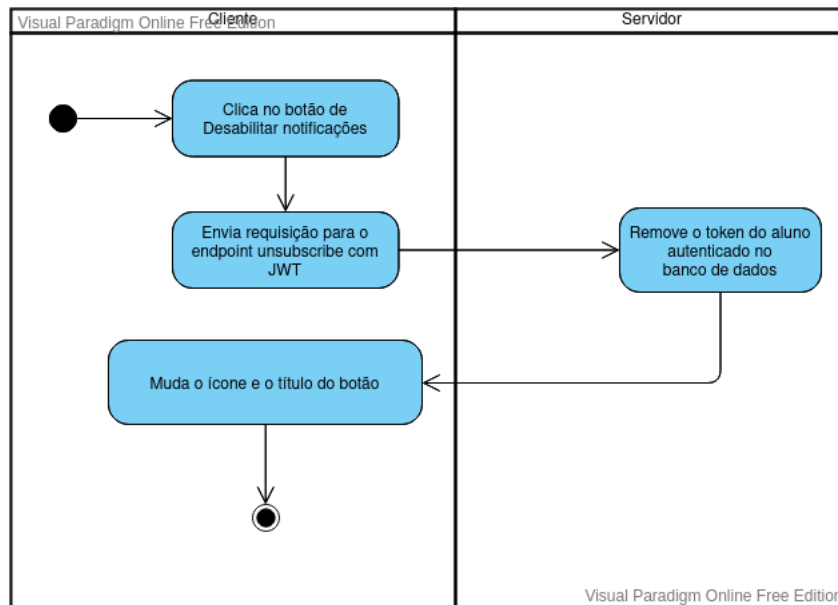 Visual Paradigm Online Free Edition
Cliente
Servidor
Clica no botão de
Desabilitar notificações
Envia requisição para o
endpoint unsubscribe com
JWT
Remove o token do aluno
autenticado no
banco de dados
Muda o ícone e o título do botão
Visual Paradigm Online Free Edition